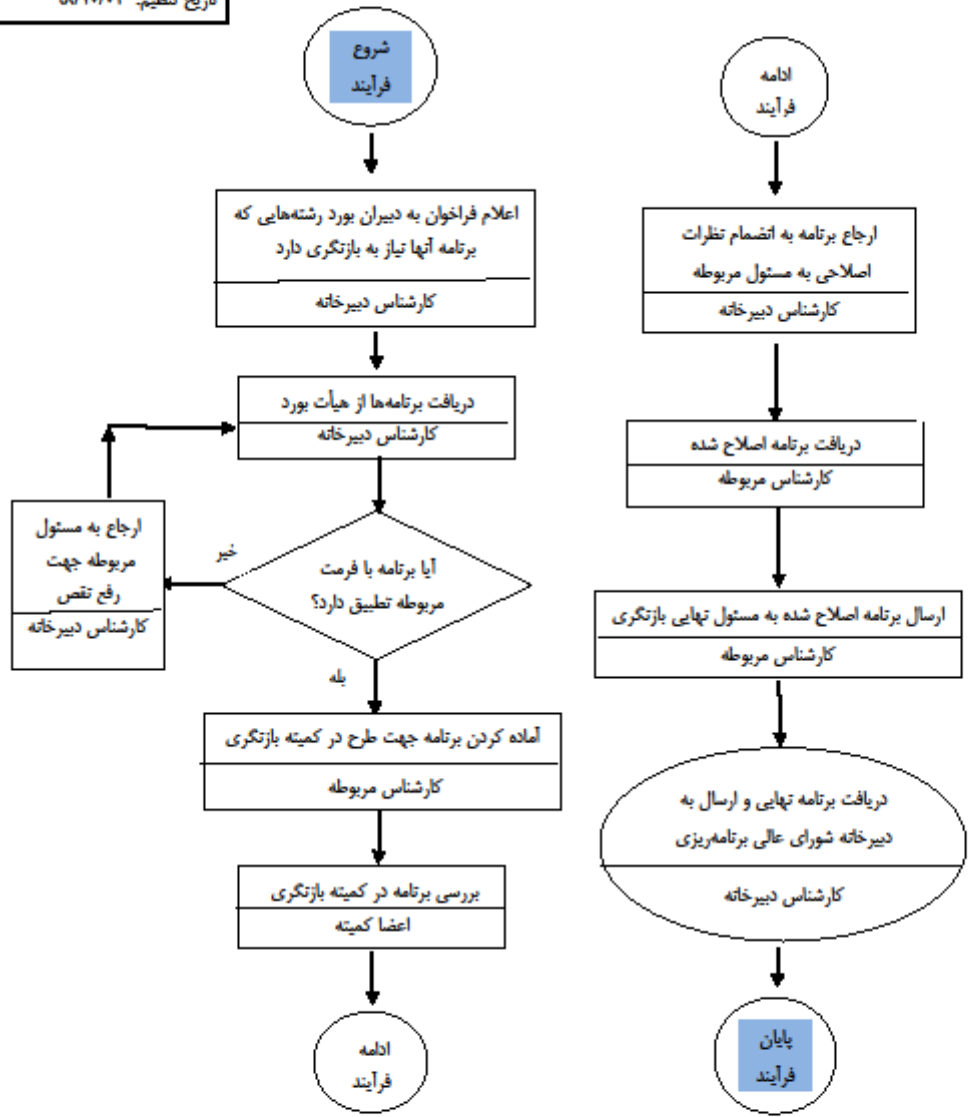 تاریخ تنظیم:
شروع
فرآیند
اعلام فراخوان به دبیران بورد رشته‌هایی که
برنامه آنها نیاز به بازنگری دارد
کارشناس دبیرخانه
دریافت برنامه‌ها از هیأت بورد
کارشناس دبیرخانه
آیا برنامه با فرمت
مربوطه تطبیق دارد؟
خیر
ارجاع به مسئول
مربوطه جهت
رفع نقص
کارشناس دبیرخانه
بله
آماده کردن برنامه جهت طرح در کمیته بازنگری
کارشناس مربوطه
بررسی برنامه در کمیته بازنگری
اعضا کمیته
ادامه
فرآیند
ادامه
فرآیند
ارجاع برنامه به انضمام نظرات
اصلاحی به مسئول مربوطه
کارشناس دبیرخانه
دریافت برنامه اصلاح شده
کارشناس مربوطه
ارسال برنامه اصلاح شده به مسئول نهایی بازنگری
کارشناس مربوطه
دریافت برنامه نهایی و ارسال به
دبیرخانه شورای عالی برنامه‌ریزی
کارشناس دبیرخانه
پایان
فرآیند